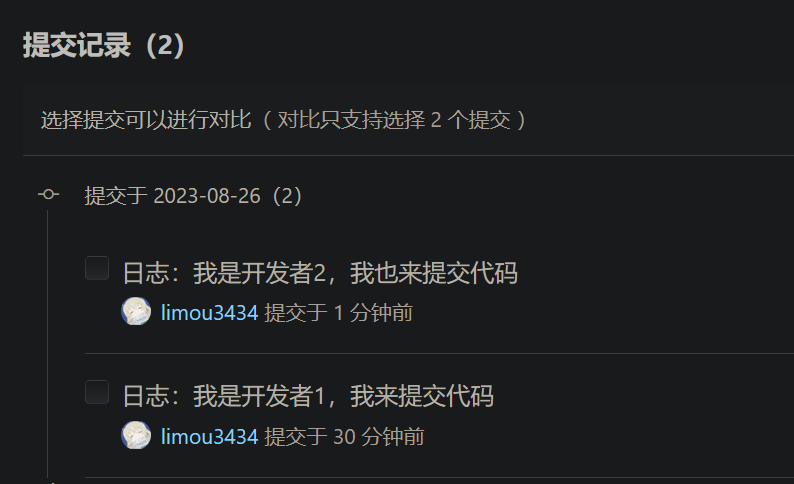 提交记录（2）
选择提交可以进行对比（ 对比只支持选择 2 个提交 ）
提交于 2023-08-26（2）
日志：我是开发者2，我也来提交代码
limou3434 提交于 1 分钟前
日志：我是开发者1，我来提交代码
limou3434 提交于 30 分钟前